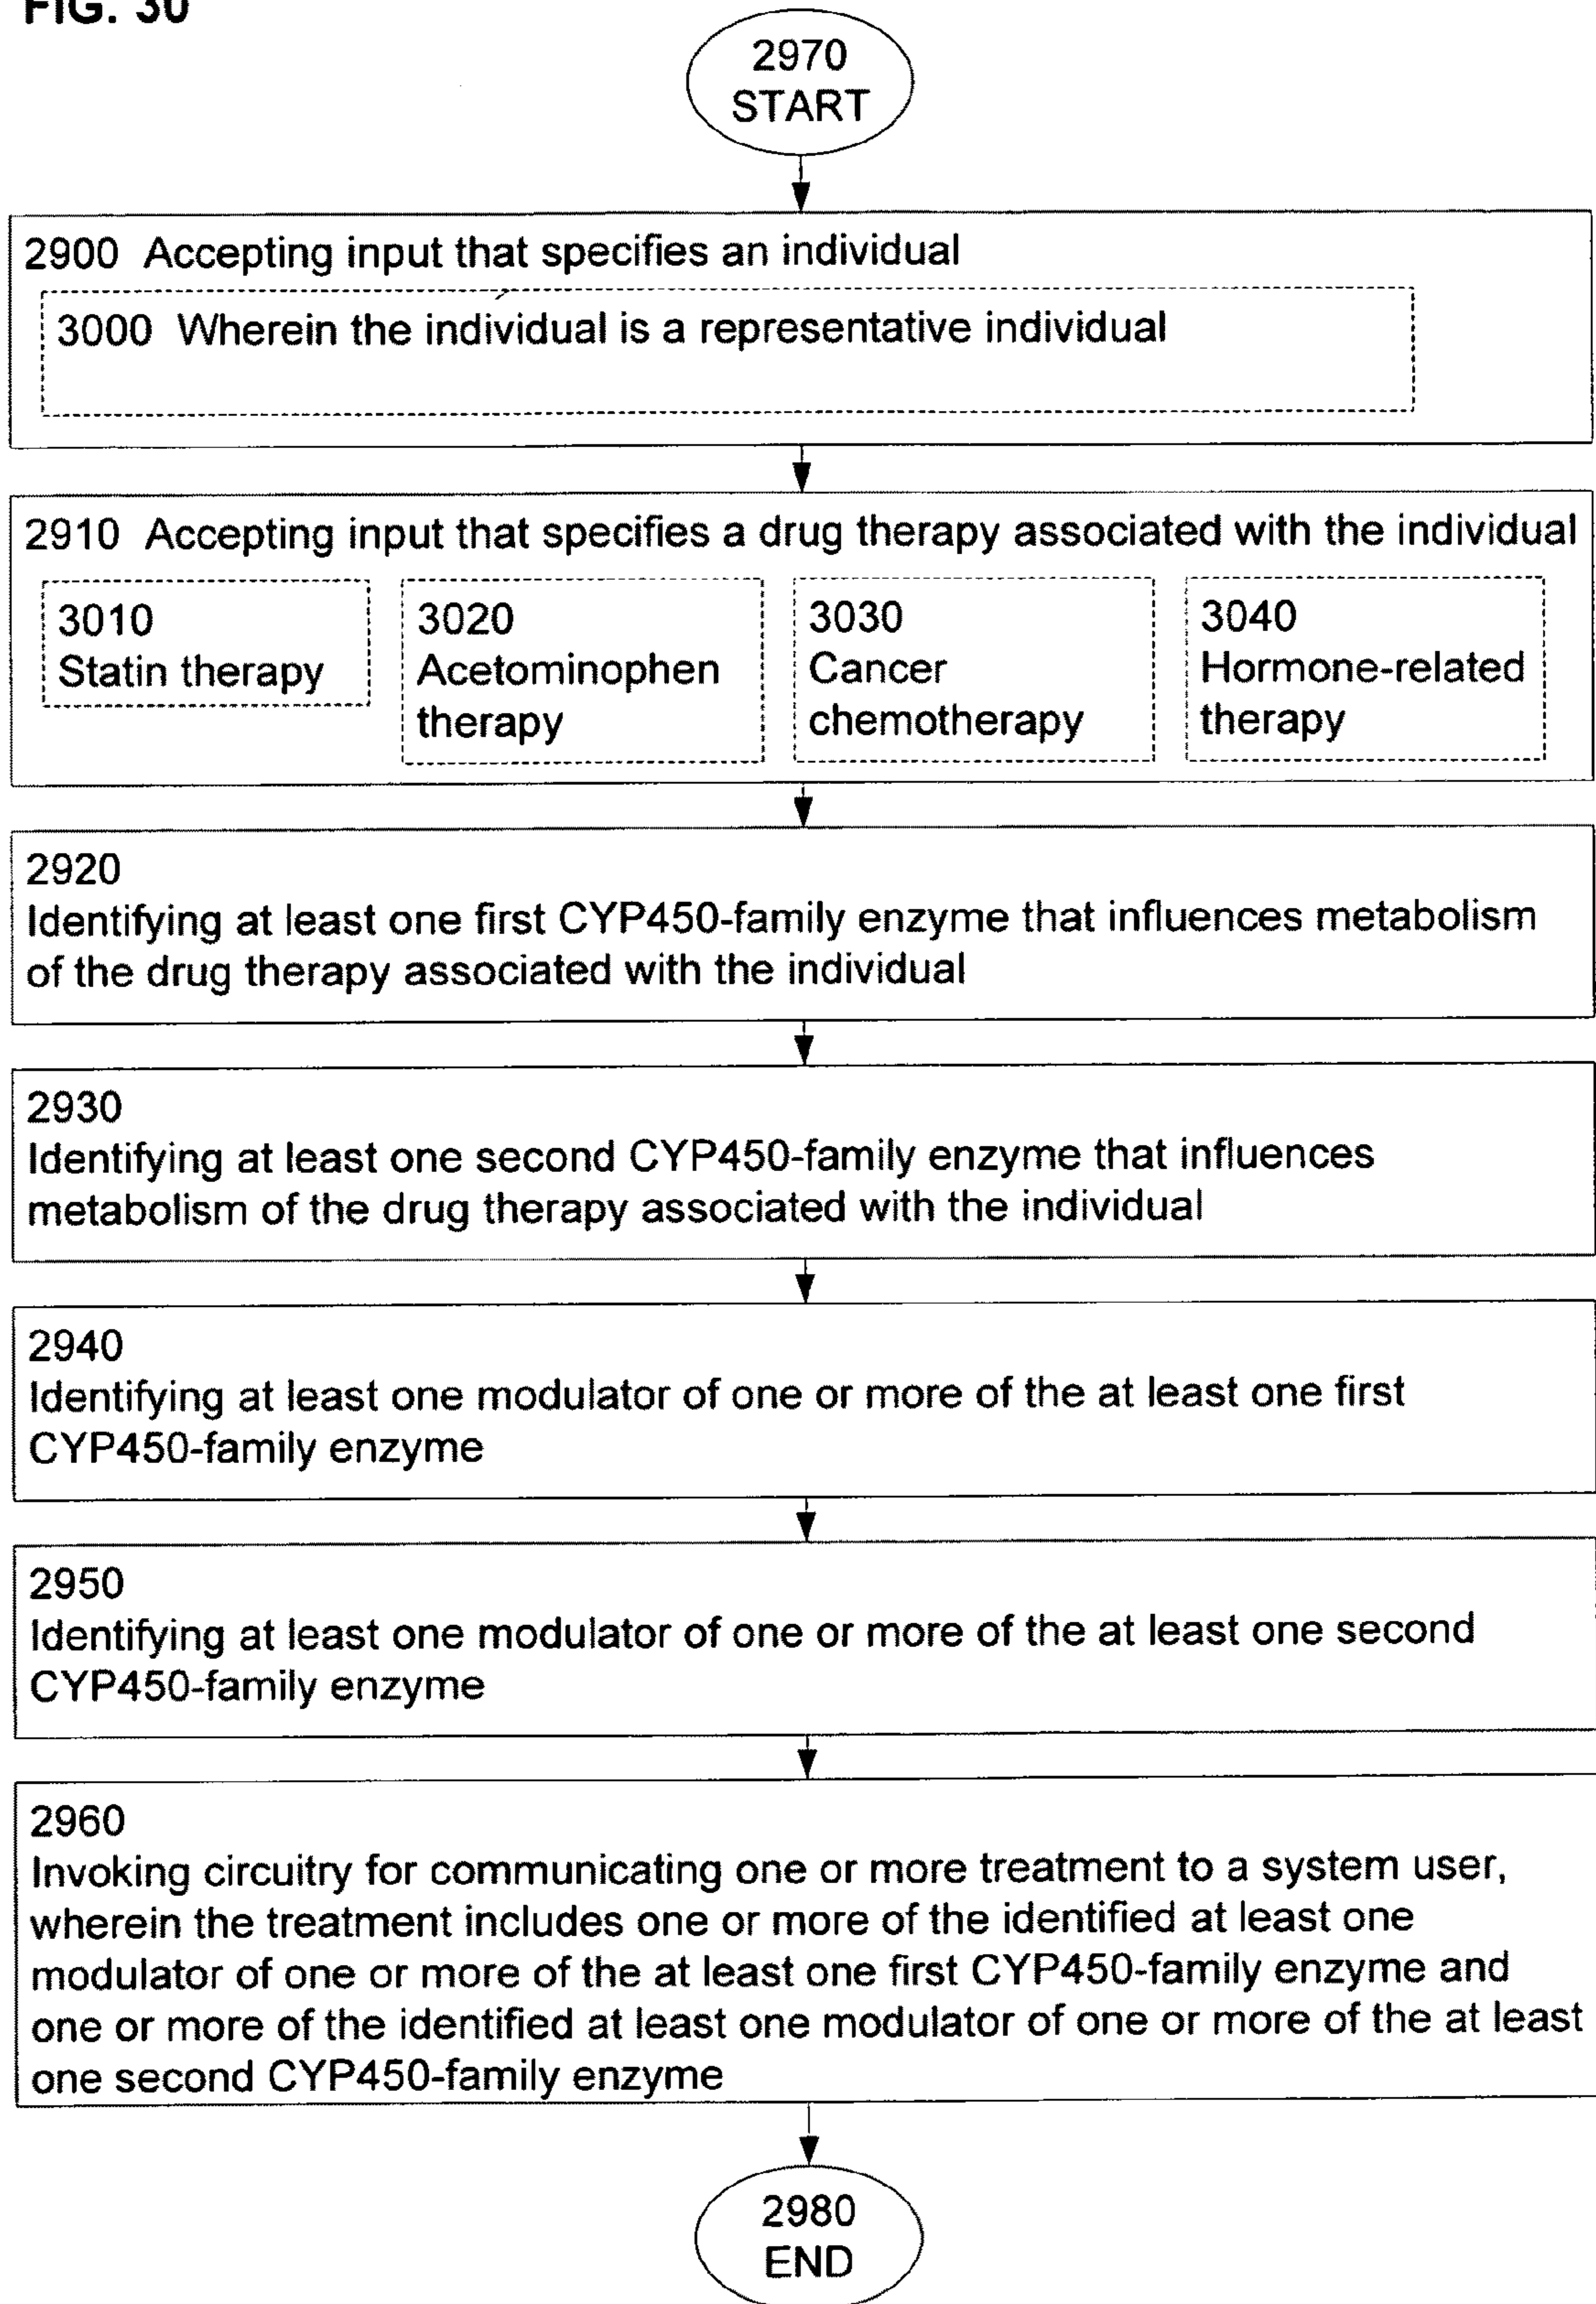 FIG. 30
2970
START
2900 Accepting input that specifies an individual
3000 Wherein the individual is a representative individual
2910 Accepting input that specifies a drug therapy associated with the individual
3010
Statin therapy
3020
Acetominophen
therapy
3030
Cancer
chemotherapy
3040
Hormone-related
therapy
2920
Identifying at least one first CYP450-family enzyme that influences metabolism
of the drug therapy associated with the individual
2930
Identifying at least one second CYP450-family enzyme that influences
metabolism of the drug therapy associated with the individual
2940
Identifying at least one modulator of one or more of the at least one first
CYP450-family enzyme
2950
Identifying at least one modulator of one or more of the at least one second
CYP450-family enzyme
2960
Invoking circuitry for communicating one or more treatment to a system user,
wherein the treatment includes one or more of the identified at least one
modulator of one or more of the at least one first CYP450-family enzyme and
one or more of the identified at least one modulator of one or more of the at least
one second CYP450-family enzyme
2980
END